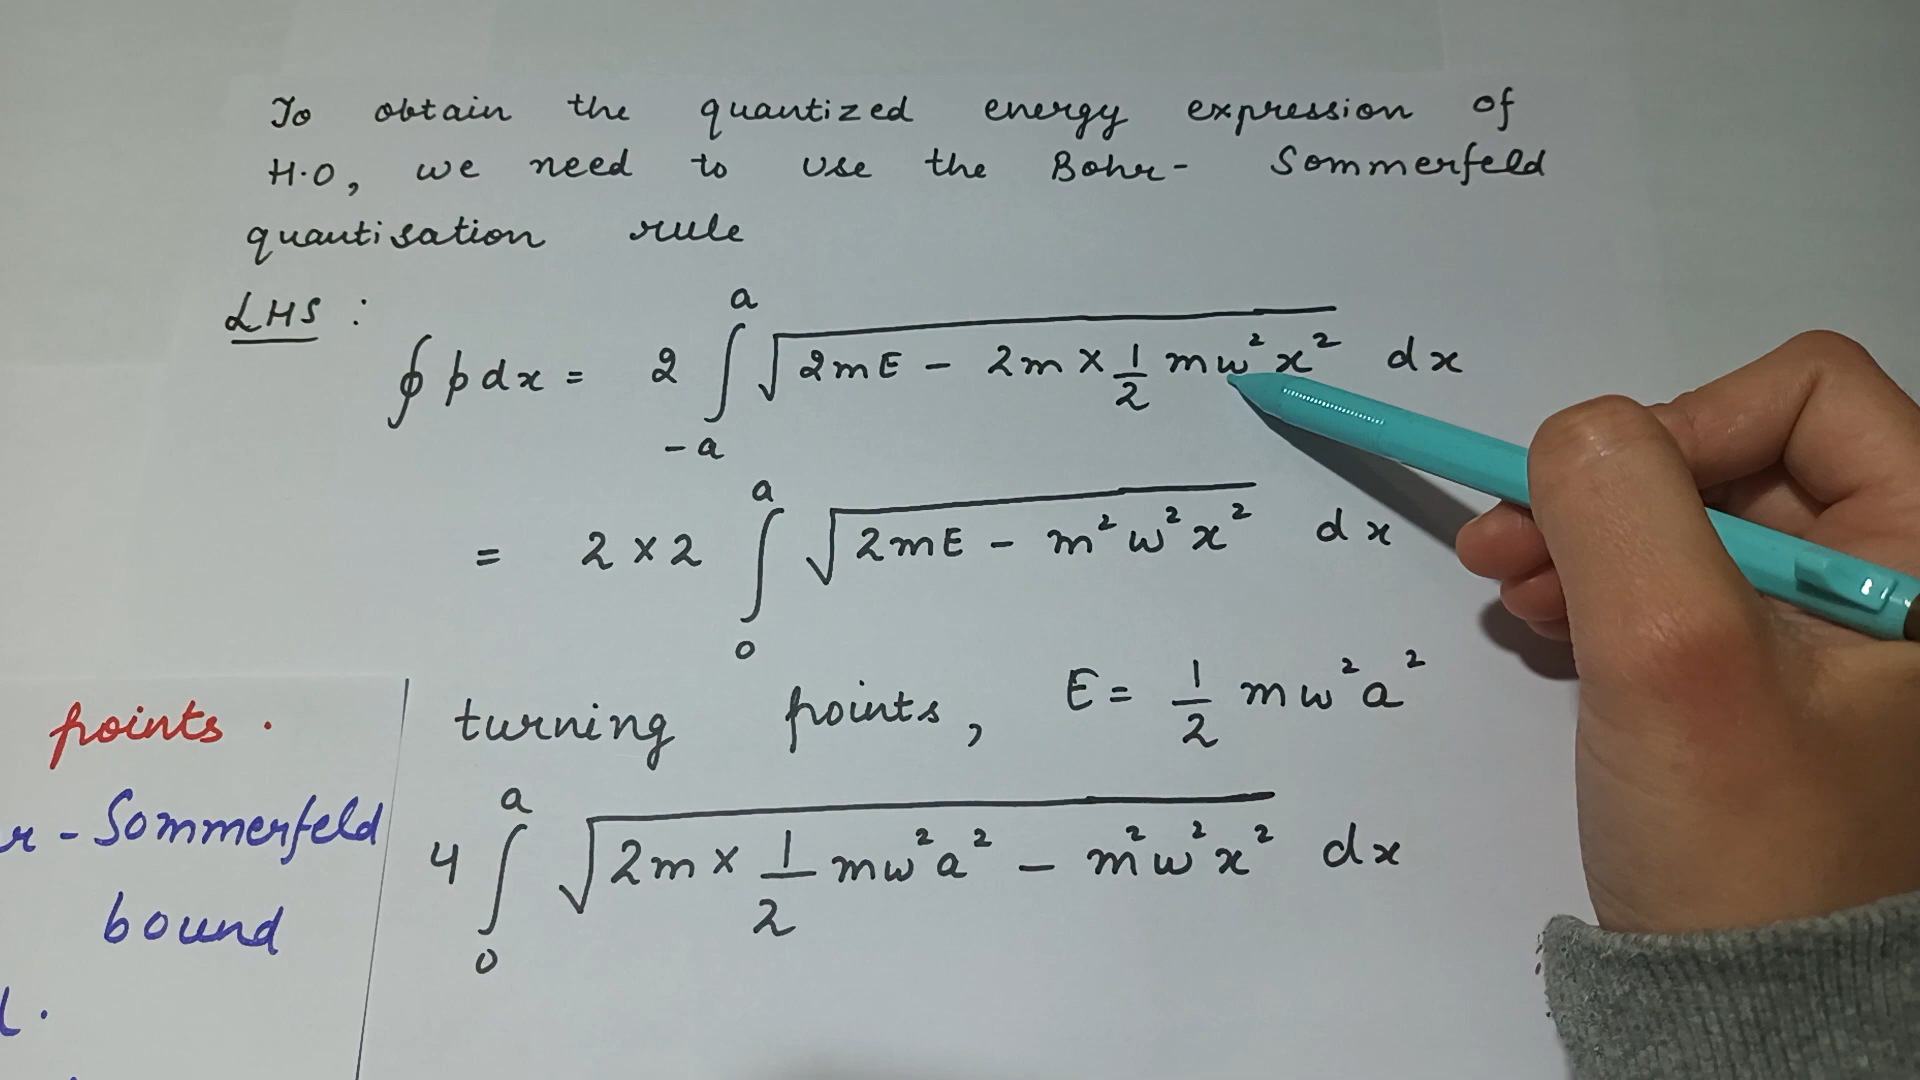 To obtain the quantized energy expression of
H.O, we need to use the Bohr- Sommerfeld
quantisation rule
LHS :
∮ p dx = 2 ∫_{-a}^{a} √(2mE - 2m × 1/2 mω²x²) dx
= 2 × 2 ∫_{0}^{a} √(2mE - m²ω²x²) dx
turning points, E = 1/2 mω²a²
4 ∫_{0}^{a} √(2m × 1/2 mω²a² - m²ω²x²) dx
points.
- Sommerfeld
bound